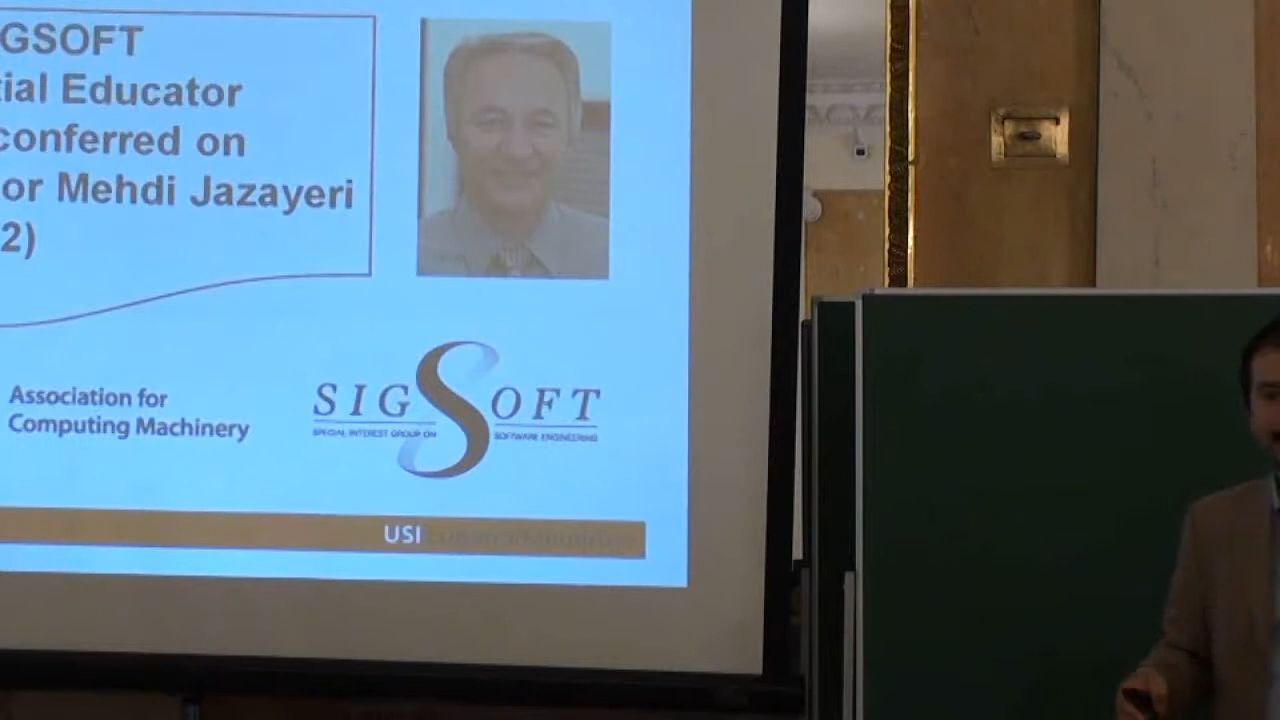 GSOFT
tial Educator
conferred on
or Mehdi Jazayeri
2)
Association for
Computing Machinery
SIGSOFT
SPECIAL INTEREST GROUP ON SOFTWARE ENGINEERING
USI